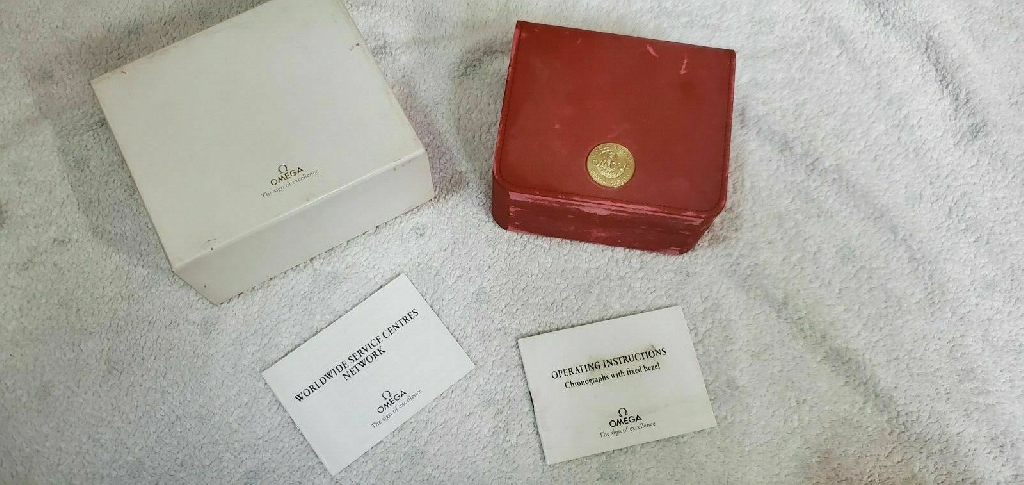 Ω
OMEGA
The sign of excellence
WORLDWIDE SERVICE CENTRES
NETWORK
Ω
OMEGA
The sign of excellence
OPERATING INSTRUCTIONS
Chronographs with fixed bezel
Ω
OMEGA
The sign of excellence